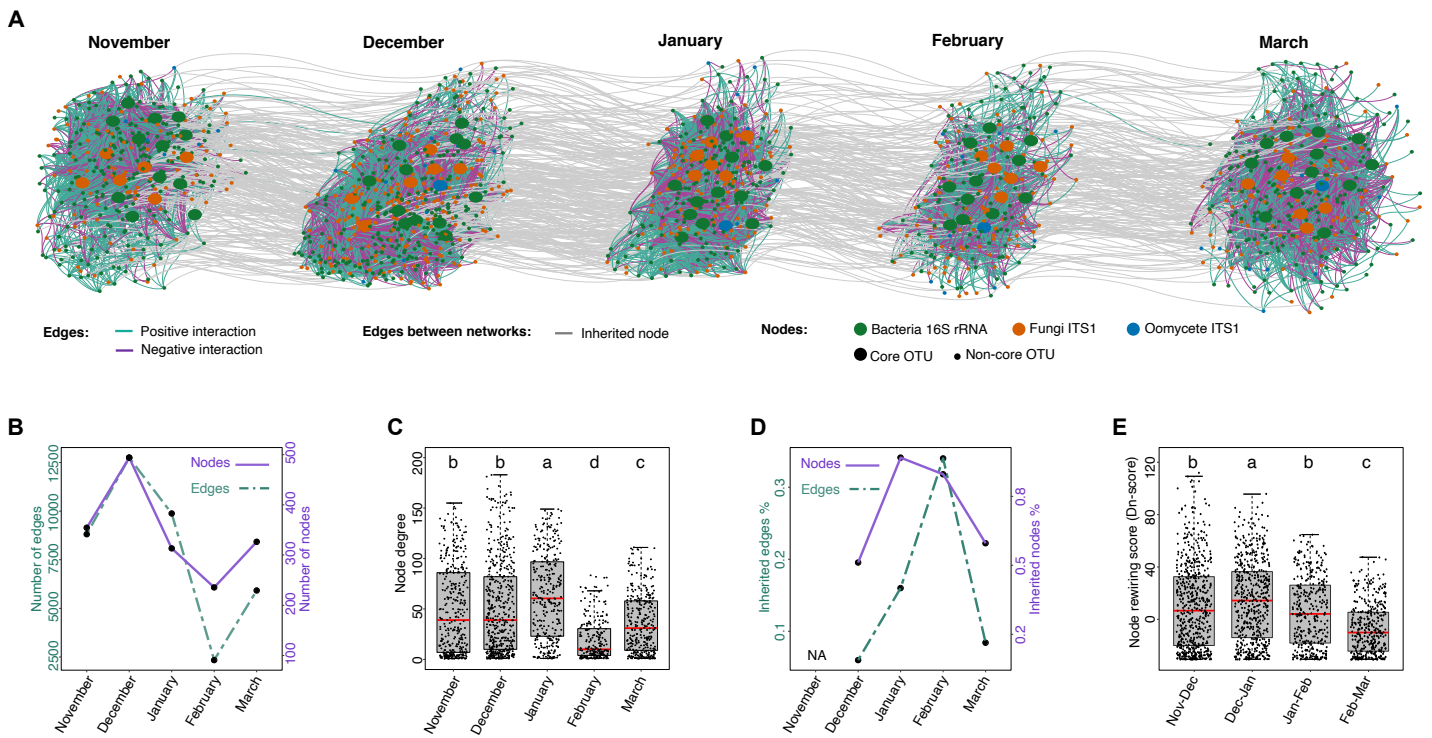 A
November
December
January
February
March
Edges:
Positive interaction
Negative interaction
Edges between networks:
Inherited node
Nodes:
Bacteria 16S rRNA
Fungi ITS1
Oomycete ITS1
Core OTU
Non-core OTU
B
Number of edges
12500
10000
7500
5000
2500
Nodes
Edges
500
400
300
200
100
Number of nodes
November
December
January
February
March
C
Node degree
200
150
100
50
0
b
b
a
d
c
November
December
January
February
March
D
Inherited edges %
0.3
0.2
0.1
Nodes
Edges
NA
0.8
0.5
0.2
Inherited nodes %
November
December
January
February
March
E
Node rewiring score (Dn-score)
120
80
40
0
b
a
b
c
Nov-Dec
Dec-Jan
Jan-Feb
Feb-Mar